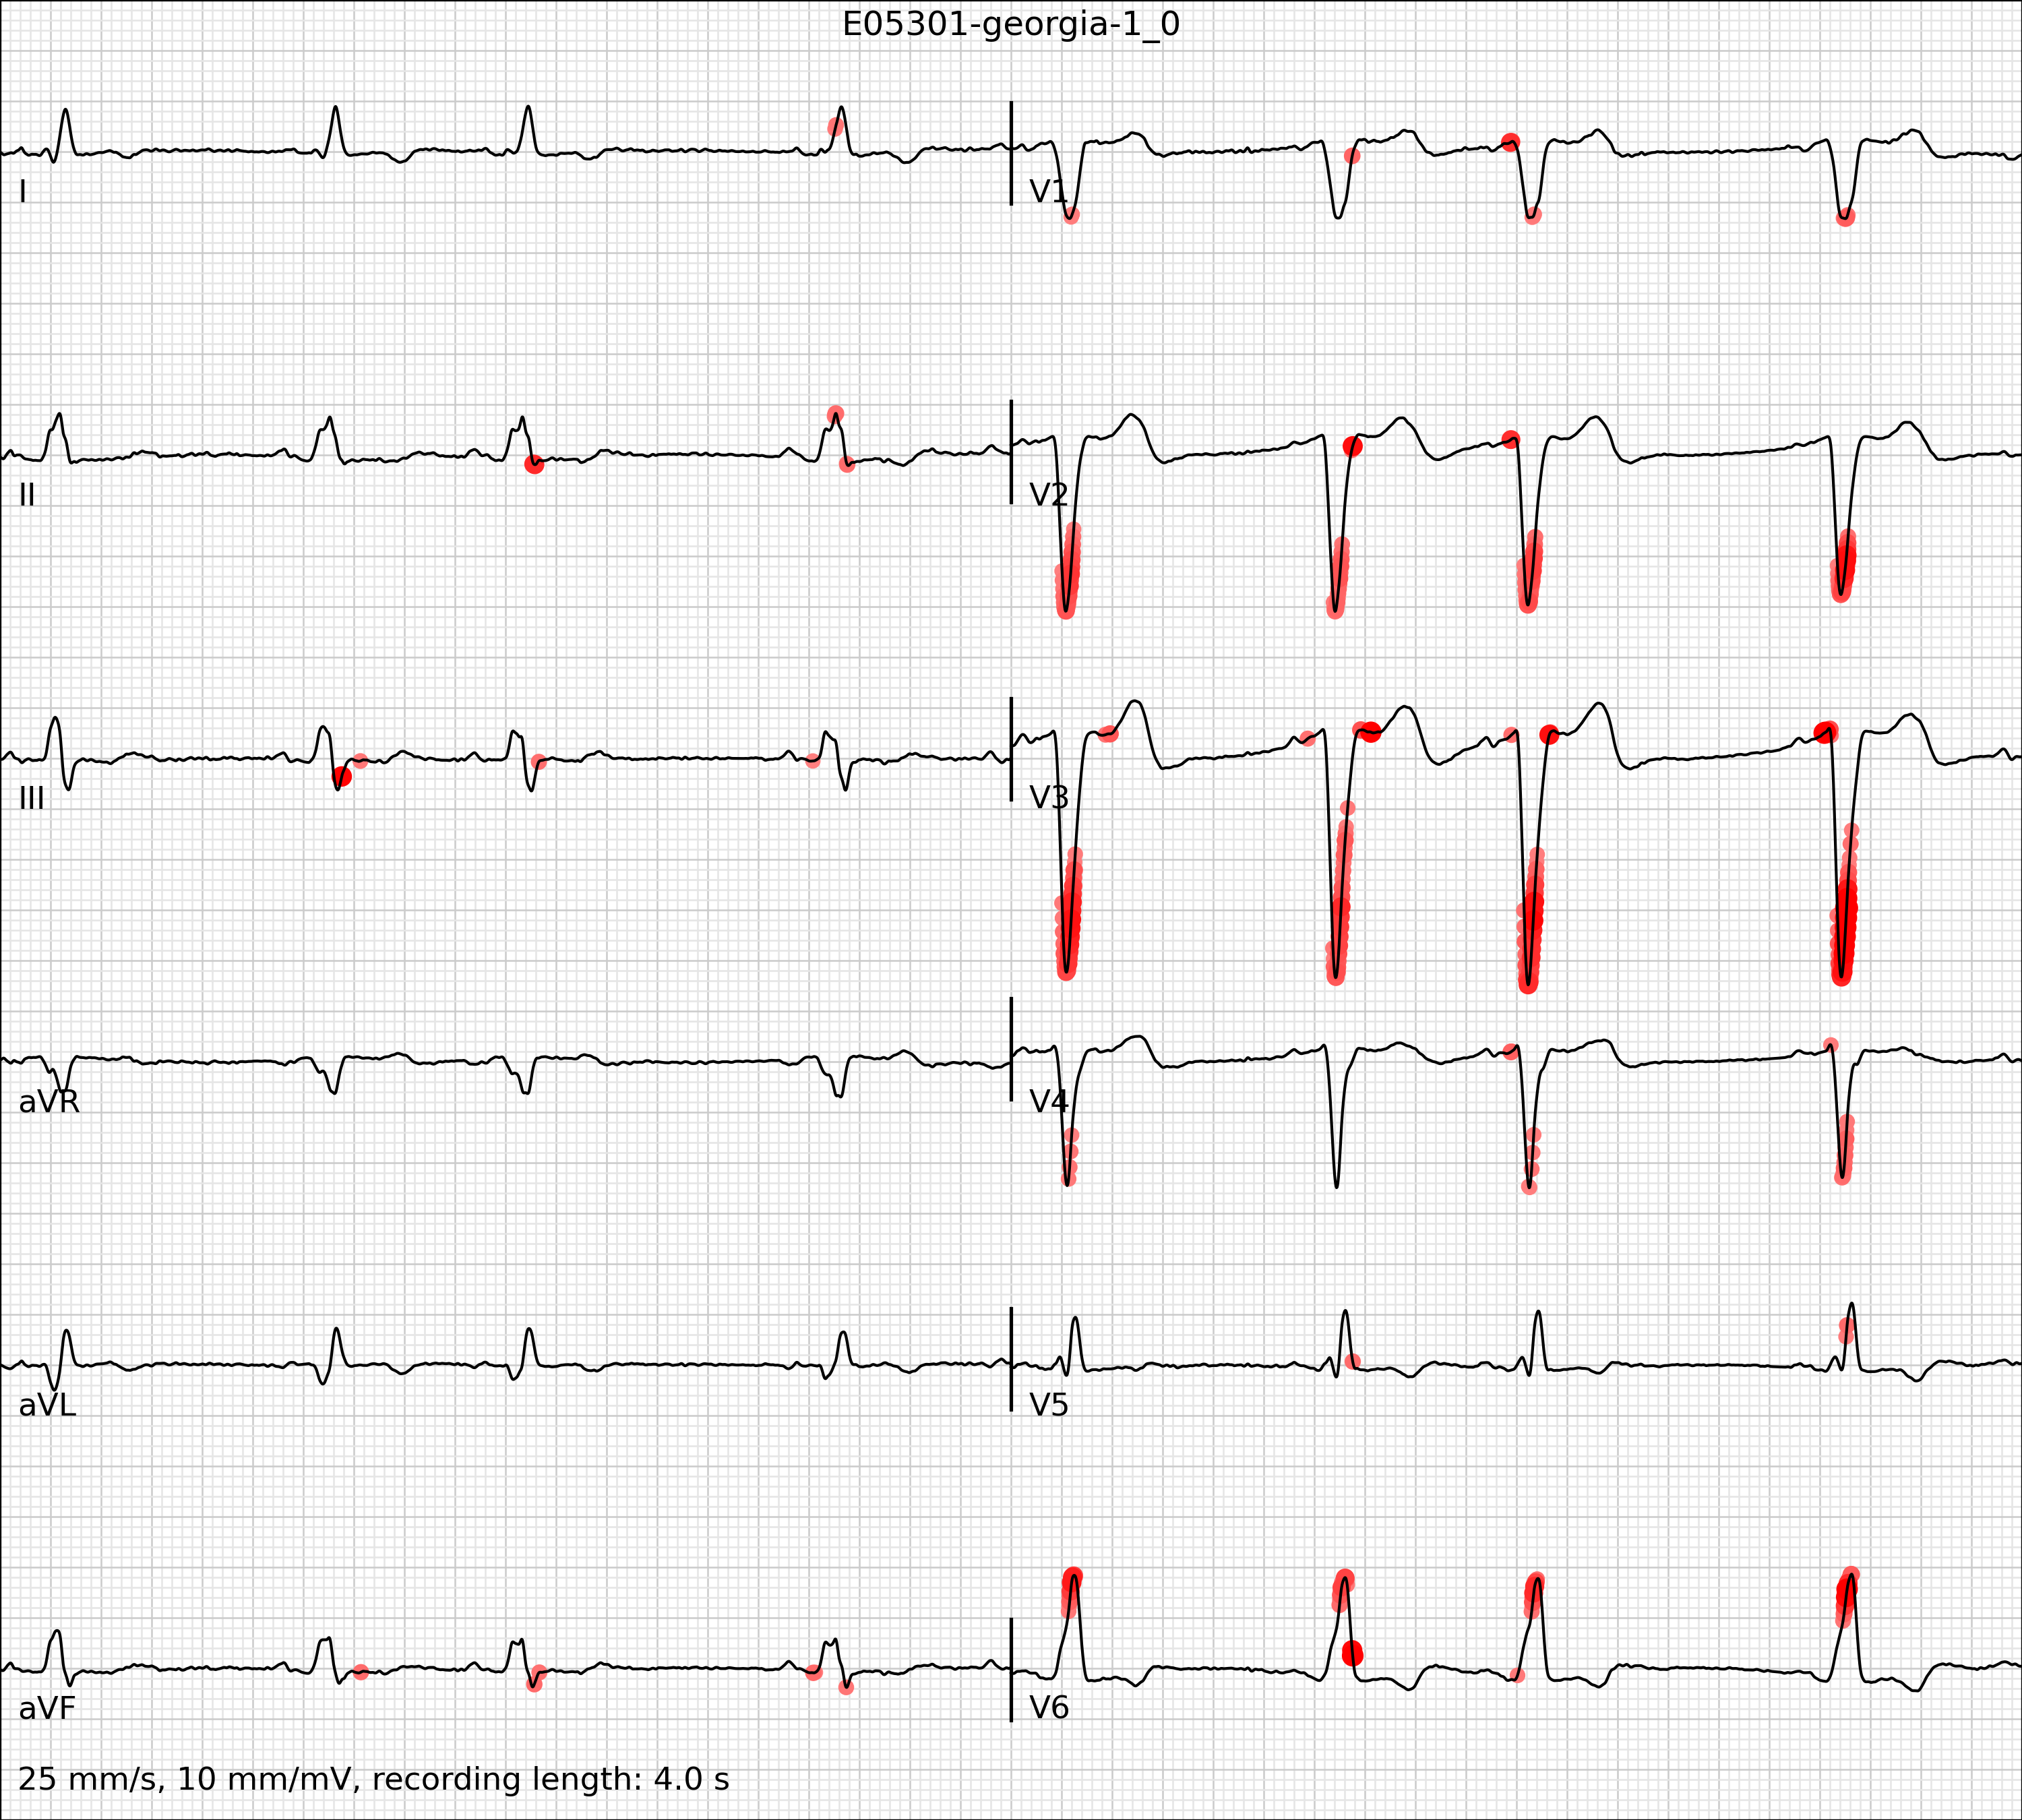 E05301-georgia-1_0
I
V1
II
V2
III
V3
aVR
V4
aVL
V5
aVF
V6
25 mm/s, 10 mm/mV, recording length: 4.0 s